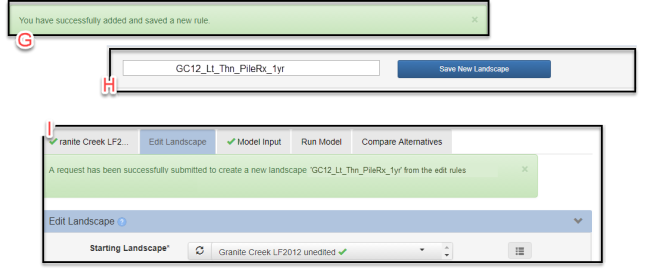 You have successfully added and saved a new rule. ×
G
GC12_Lt_Thn_PileRx_1yr Save New Landscape
H
I
ranite Creek LF2... Edit Landscape Model Input Run Model Compare Alternatives
A request has been successfully submitted to create a new landscape 'GC12_Lt_Thn_PileRx_1yr' from the edit rules ×
Edit Landscape ?
Starting Landscape* Granite Creek LF2012 unedited